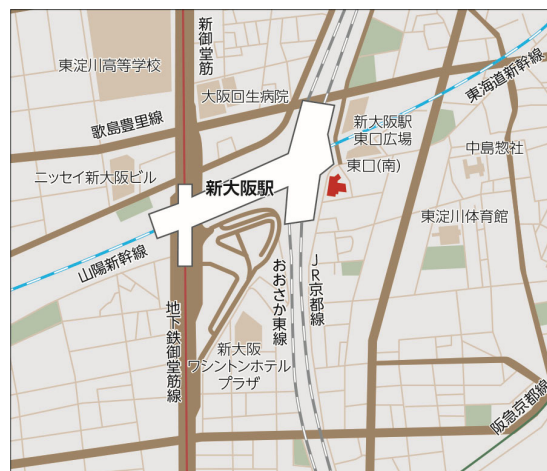 新御堂筋
東淀川高等学校
大阪回生病院
歌島豊里線
東海道新幹線
新大阪駅
東口広場
東口(南)
中島惣社
ニッセイ新大阪ビル
新大阪駅
東淀川体育館
山陽新幹線
地下鉄御堂筋線
おおさか東線
JR京都線
新大阪
ワシントンホテル
プラザ
阪急京都線